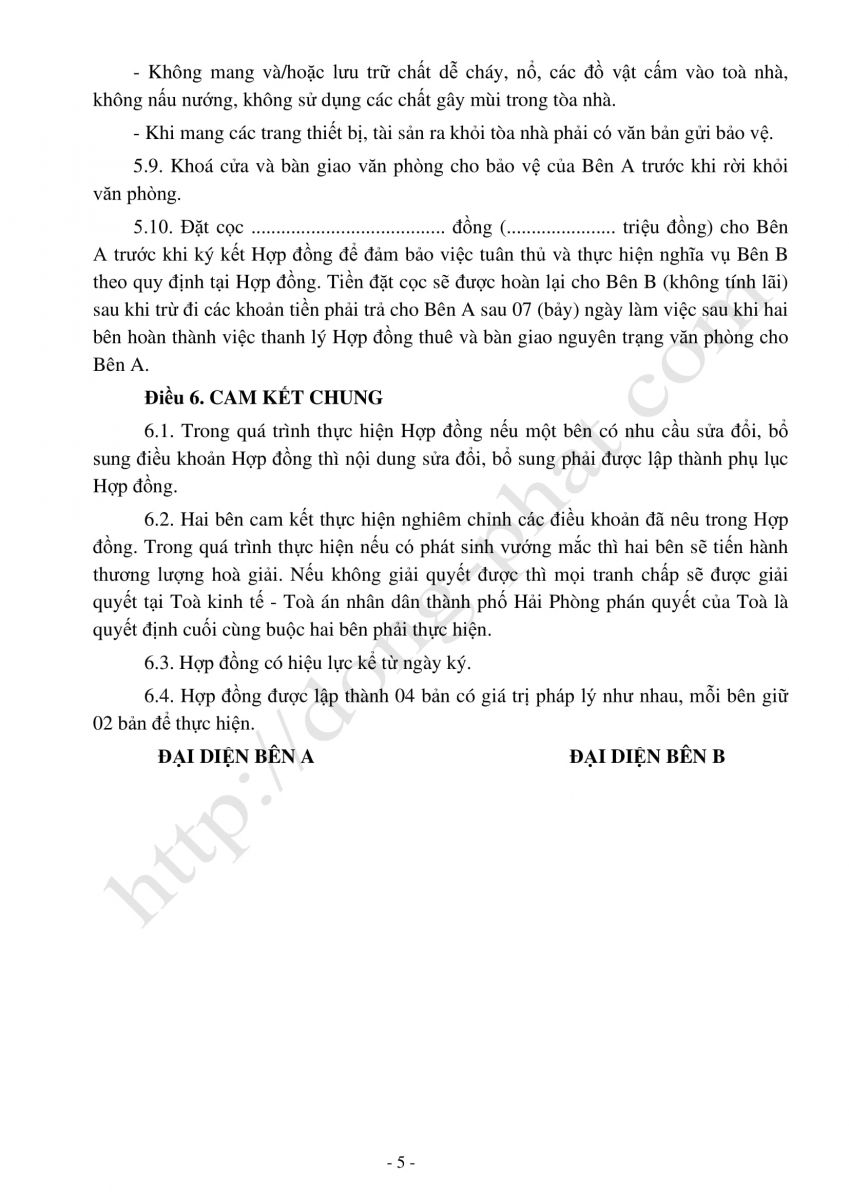 - Không mang và/hoặc lưu trữ chất dễ cháy, nổ, các đồ vật cấm vào toà nhà,
không nấu nướng, không sử dụng các chất gây mùi trong tòa nhà.
- Khi mang các trang thiết bị, tài sản ra khỏi tòa nhà phải có văn bản gửi bảo vệ.
5.9. Khoá cửa và bàn giao văn phòng cho bảo vệ của Bên A trước khi rời khỏi
văn phòng.
5.10. Đặt cọc ....................................... đồng (...................... triệu đồng) cho Bên
A trước khi ký kết Hợp đồng để đảm bảo việc tuân thủ và thực hiện nghĩa vụ Bên B
theo quy định tại Hợp đồng. Tiền đặt cọc sẽ được hoàn lại cho Bên B (không tính lãi)
sau khi trừ đi các khoản tiền phải trả cho Bên A sau 07 (bảy) ngày làm việc sau khi hai
bên hoàn thành việc thanh lý Hợp đồng thuê và bàn giao nguyên trạng văn phòng cho
Bên A.
Điều 6. CAM KẾT CHUNG
6.1. Trong quá trình thực hiện Hợp đồng nếu một bên có nhu cầu sửa đổi, bổ
sung điều khoản Hợp đồng thì nội dung sửa đổi, bổ sung phải được lập thành phụ lục
Hợp đồng.
6.2. Hai bên cam kết thực hiện nghiêm chỉnh các điều khoản đã nêu trong Hợp
đồng. Trong quá trình thực hiện nếu có phát sinh vướng mắc thì hai bên sẽ tiến hành
thương lượng hoà giải. Nếu không giải quyết được thì mọi tranh chấp sẽ được giải
quyết tại Toà kinh tế - Toà án nhân dân thành phố Hải Phòng phán quyết của Toà là
quyết định cuối cùng buộc hai bên phải thực hiện.
6.3. Hợp đồng có hiệu lực kể từ ngày ký.
6.4. Hợp đồng được lập thành 04 bản có giá trị pháp lý như nhau, mỗi bên giữ
02 bản để thực hiện.
ĐẠI DIỆN BÊN A ĐẠI DIỆN BÊN B
http://dong-phat.com
- 5 -